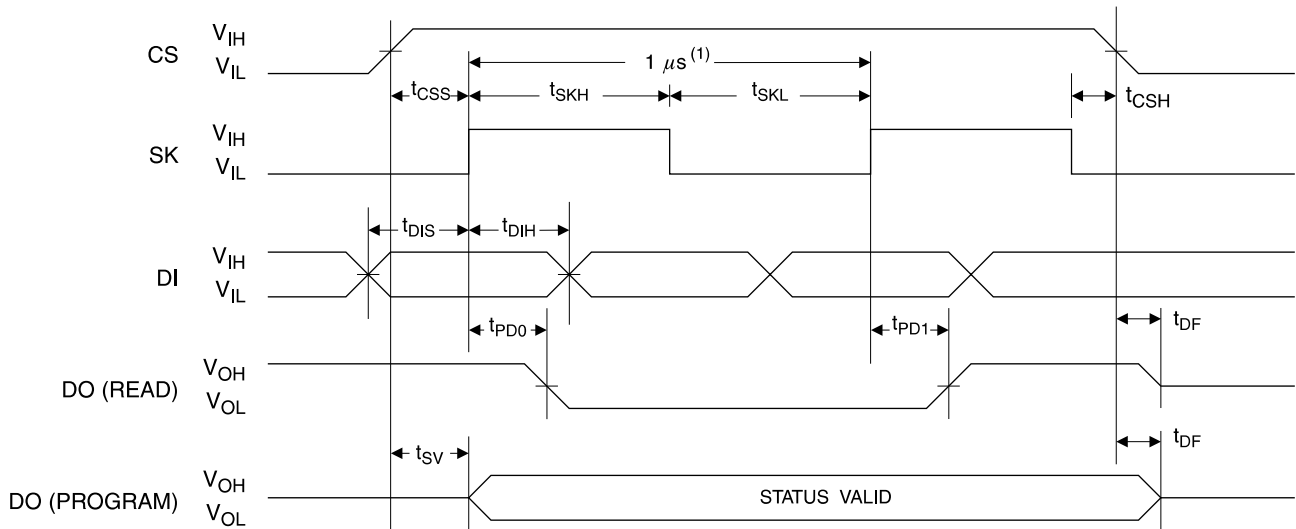 CS V_IH
V_IL
1 µs (1)
t_CSS t_SKH t_SKL t_CSH
SK V_IH
V_IL
t_DIS t_DIH
DI V_IH
V_IL
t_PD0 t_PD1 t_DF
DO (READ) V_OH
V_OL
t_SV t_DF
DO (PROGRAM) V_OH
V_OL
STATUS VALID